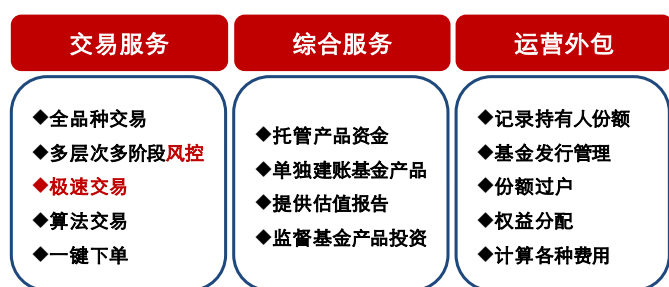 交易服务
◆全品种交易
◆多层次多阶段风控
◆极速交易
◆算法交易
◆一键下单
综合服务
◆托管产品资金
◆单独建账基金产品
◆提供估值报告
◆监督基金产品投资
运营外包
◆记录持有人份额
◆基金发行管理
◆份额过户
◆权益分配
◆计算各种费用